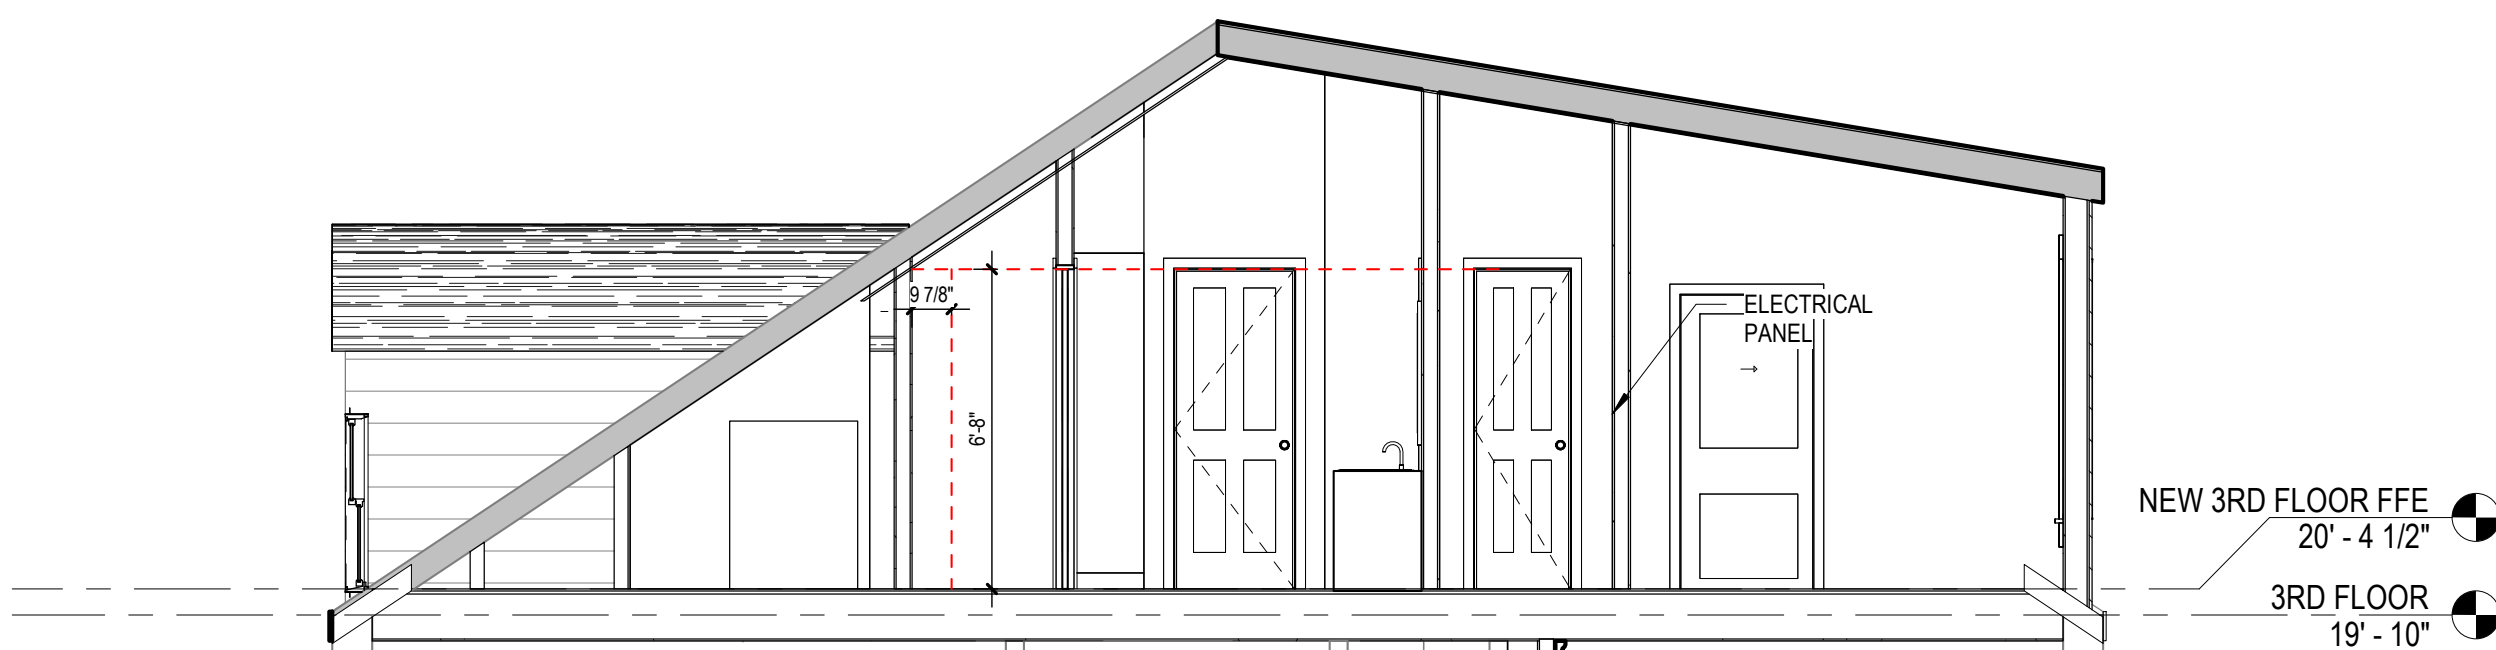 9 7/8"
6'-8"
ELECTRICAL
PANEL
NEW 3RD FLOOR FFE
20' - 4 1/2"
3RD FLOOR
19' - 10"